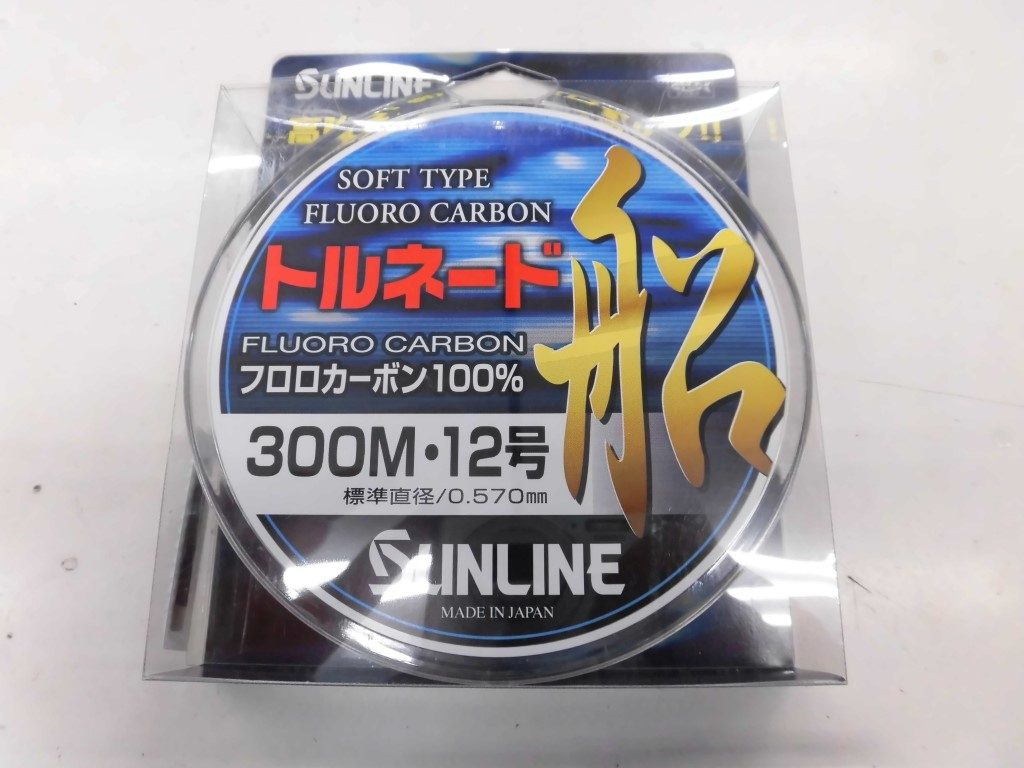 SUNLINE
SOFT TYPE
FLUORO CARBON
トルネード
船
FLUORO CARBON
フロロカーボン100%
300M・12号
標準直径/0.570mm
SUNLINE
MADE IN JAPAN